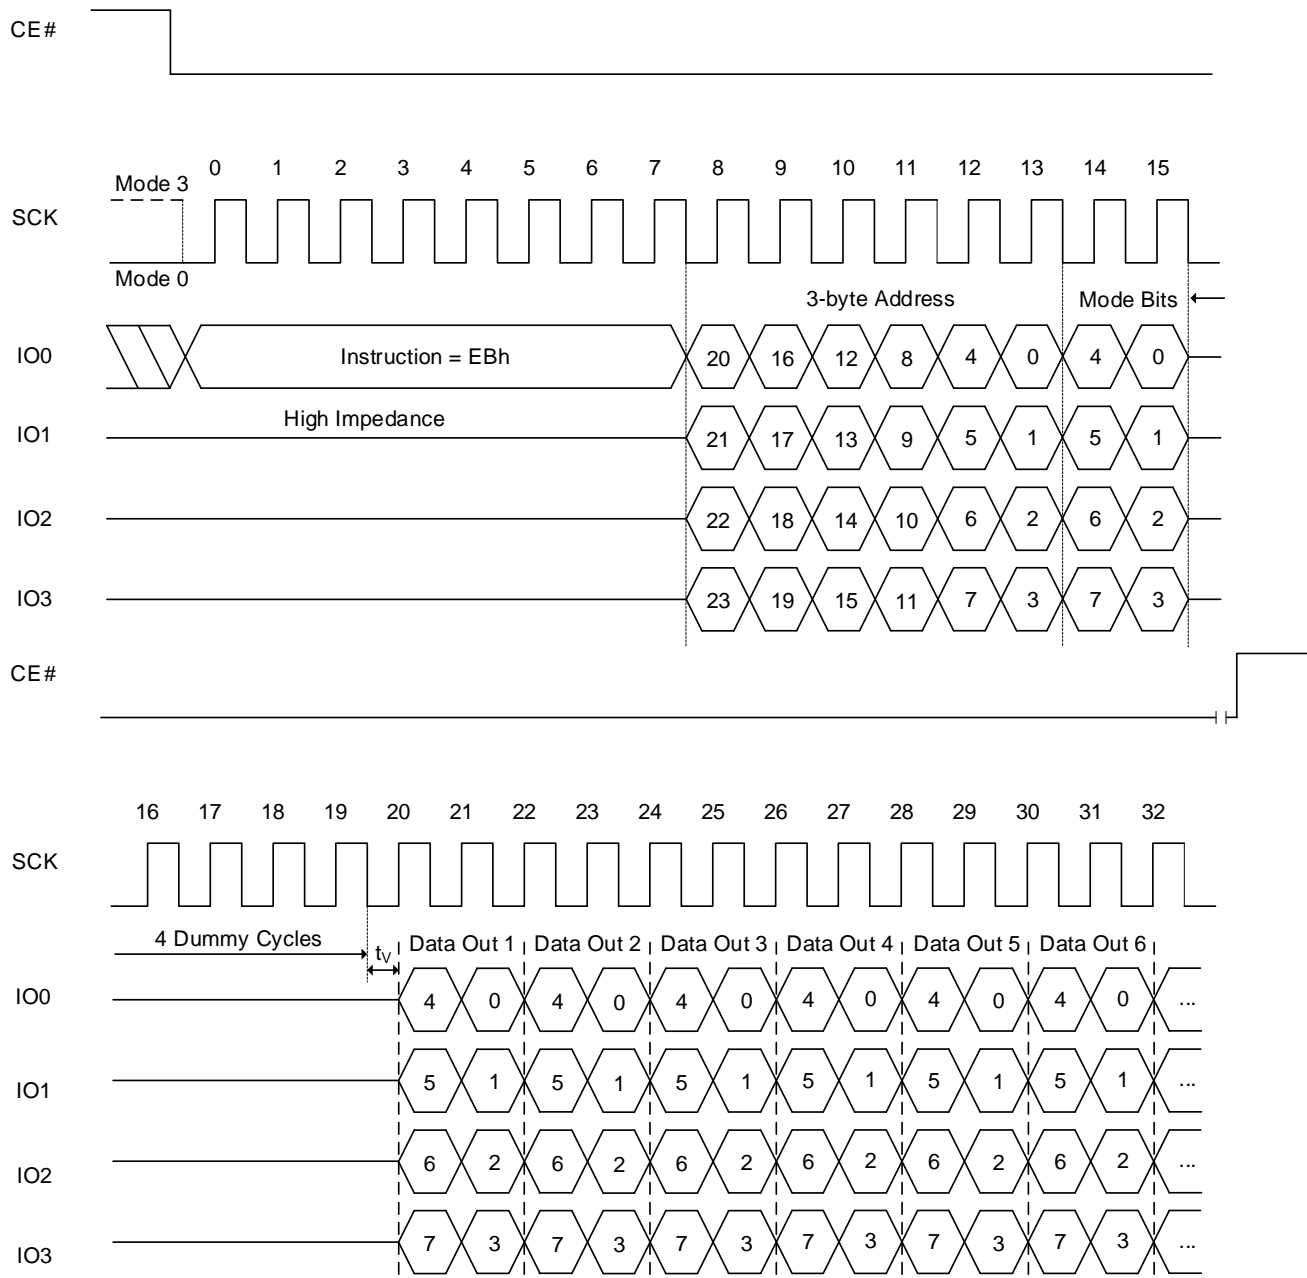 CE#
0 1 2 3 4 5 6 7 8 9 10 11 12 13 14 15
Mode 3
SCK
Mode 0
3-byte Address Mode Bits
IO0 Instruction = EBh 20 16 12 8 4 0 4 0
High Impedance
IO1 21 17 13 9 5 1 5 1
IO2 22 18 14 10 6 2 6 2
IO3 23 19 15 11 7 3 7 3
CE#
16 17 18 19 20 21 22 23 24 25 26 27 28 29 30 31 32
SCK
4 Dummy Cycles tV Data Out 1 Data Out 2 Data Out 3 Data Out 4 Data Out 5 Data Out 6
IO0 4 0 4 0 4 0 4 0 4 0 4 0 ...
IO1 5 1 5 1 5 1 5 1 5 1 5 1 ...
IO2 6 2 6 2 6 2 6 2 6 2 6 2 ...
IO3 7 3 7 3 7 3 7 3 7 3 7 3 ...